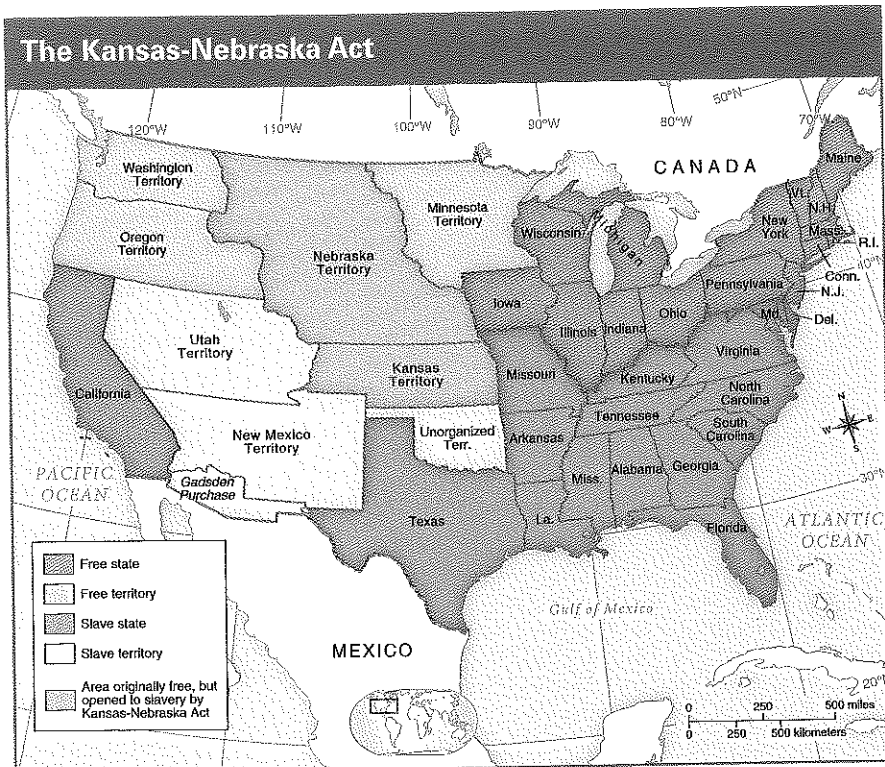 The Kansas-Nebraska Act
120°W
110°W
100°W
90°W
80°W
50°N
70°W
CANADA
Washington
Territory
Oregon
Territory
Nebraska
Territory
Minnesota
Territory
Wisconsin
Michigan
Maine
Vt.
N.H.
New
York
Mass.
R.I.
40°N
Conn.
Pennsylvania
N.J.
Iowa
Illinois
Indiana
Ohio
Md.
Del.
Utah
Territory
Kansas
Territory
Missouri
Kentucky
Virginia
California
North
Carolina
Tennessee
New Mexico
Territory
Unorganized
Terr.
Arkansas
South
Carolina
N
W
E
S
PACIFIC
OCEAN
Gadsden
Purchase
Miss.
Alabama
Georgia
30°N
Texas
La.
Florida
ATLANTIC
OCEAN
Free state
Free territory
Slave state
Slave territory
Area originally free, but
opened to slavery by
Kansas-Nebraska Act
Gulf of Mexico
MEXICO
20°N
0 250 500 miles
0 250 500 kilometers